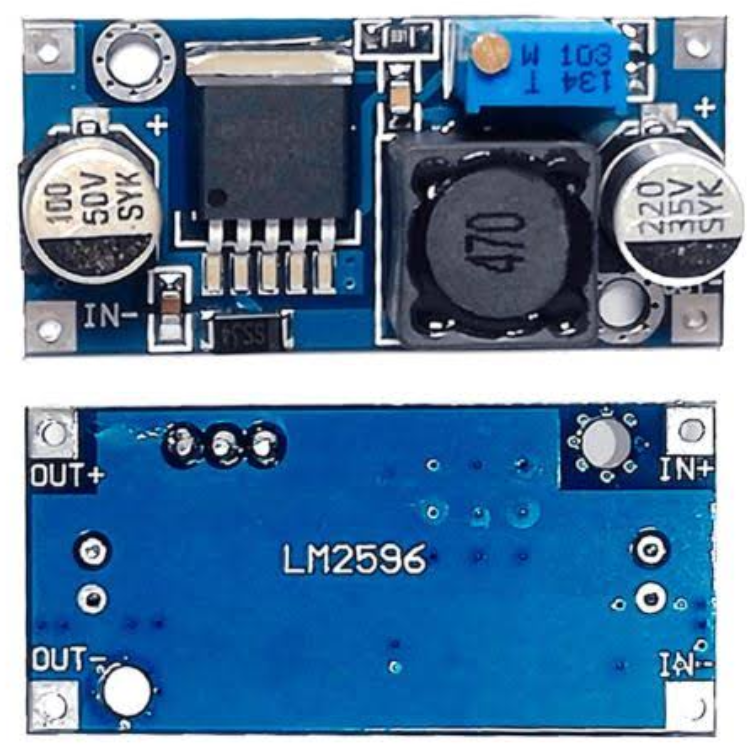 103
M T 134
+
+
100
50V
SYK
470
220
35V
SYK
IN-
SS34
OUT+
IN+
LM2596
OUT-
IN-